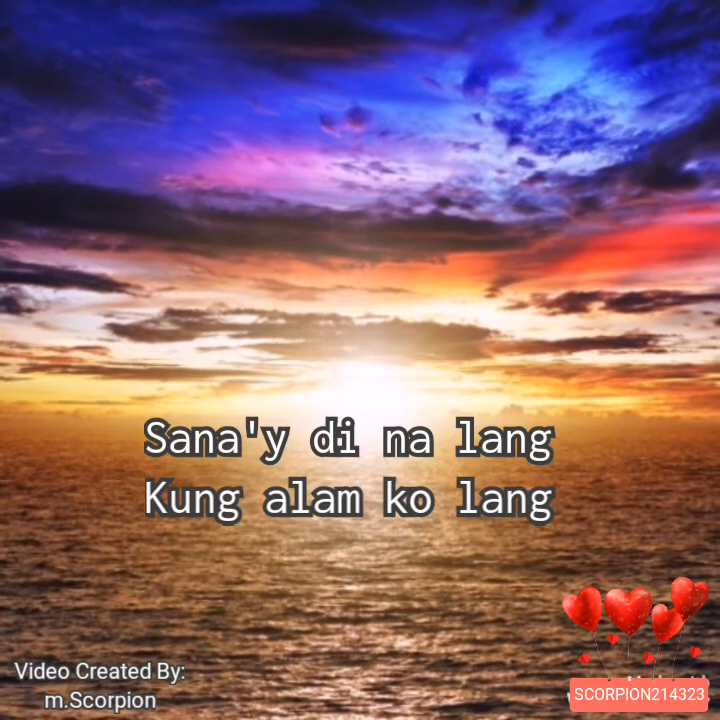 Sana'y di na lang
Kung alam ko lang
Video Created By:
m.Scorpion
SCORPION214323